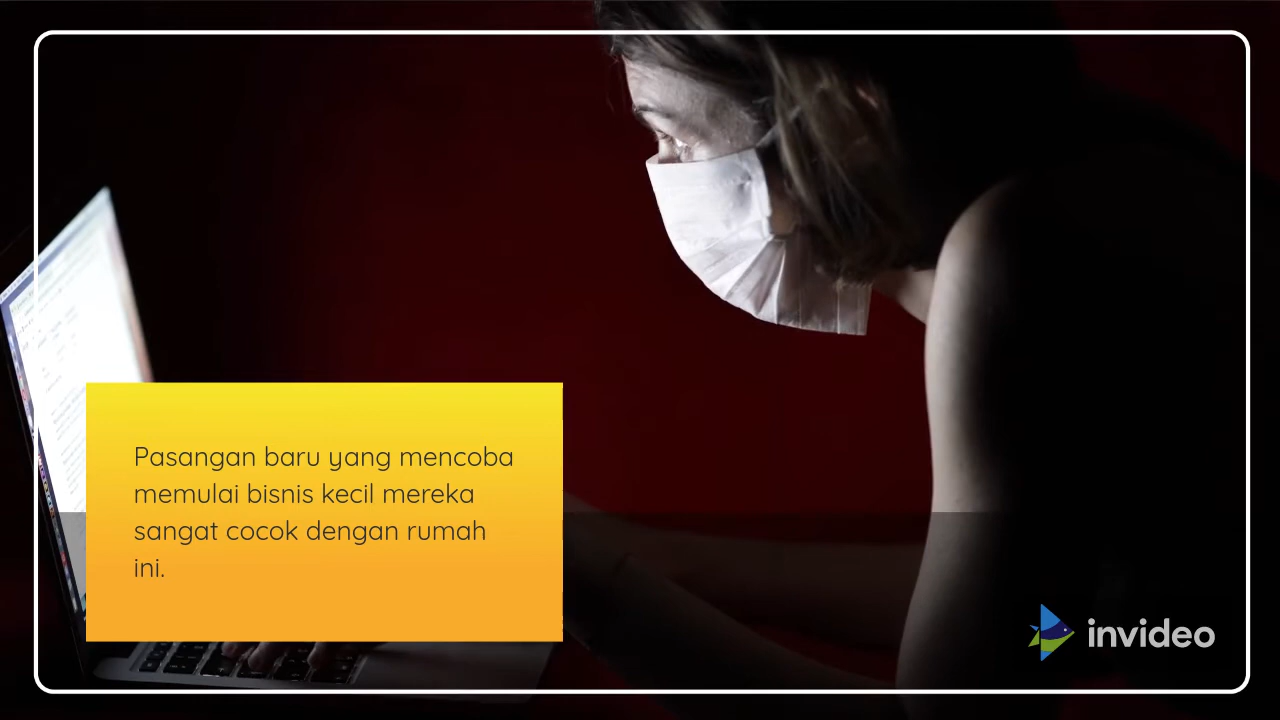 Pasangan baru yang mencoba
memulai bisnis kecil mereka
sangat cocok dengan rumah
ini.
invideo